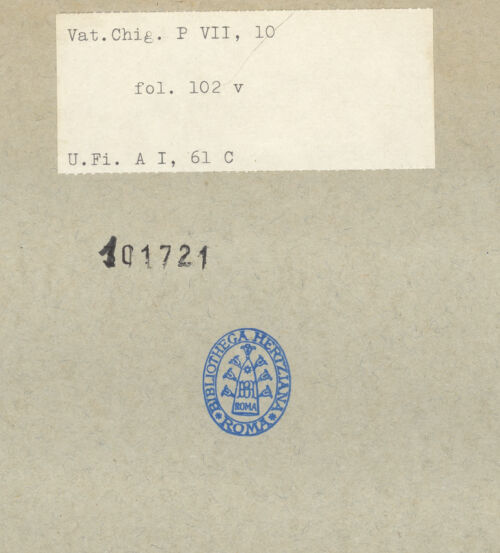 Vat.Chig. P VII, 10
fol. 102 v
U.Fi. A I, 61 C
101721
BIBLIOTHECA HERTZIANA
ROMA
ROMA